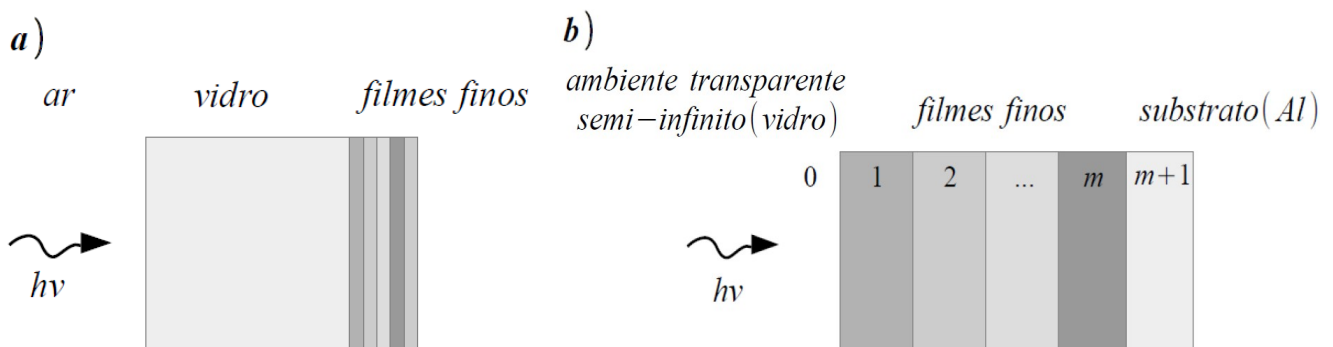 a)
ar vidro filmes finos
hν
b)
ambiente transparente
semi−infinito(vidro) filmes finos substrato(Al)
0 1 2 ... m m+1
hν